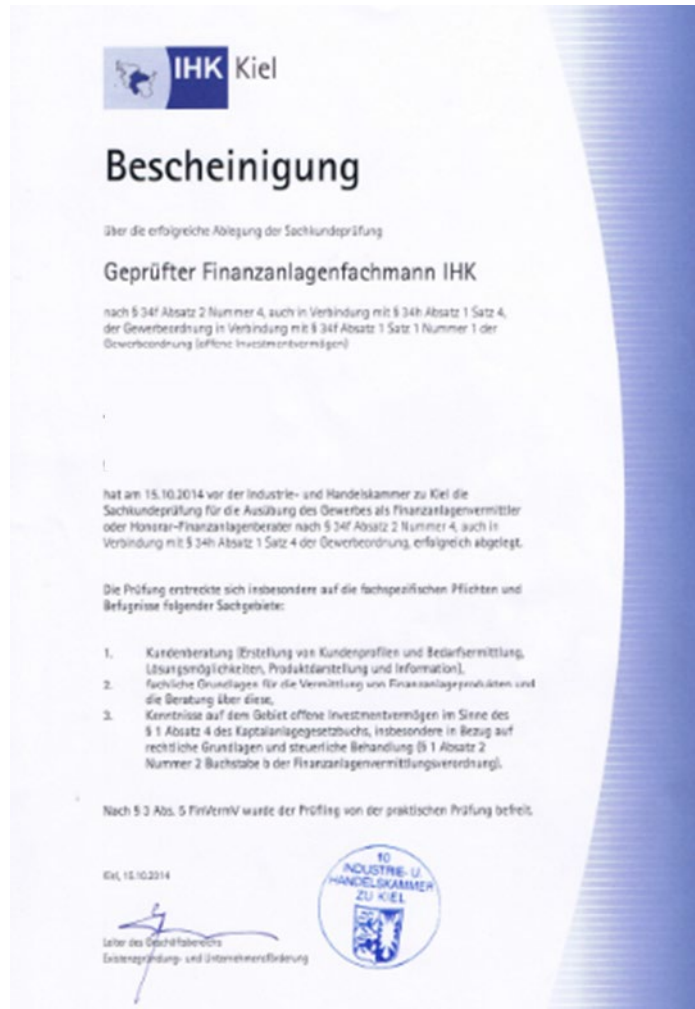 IHK Kiel
Bescheinigung
über die erfolgreiche Ablegung der Sachkundeprüfung
Geprüfter Finanzanlagenfachmann IHK
nach § 34f Absatz 2 Nummer 4, auch in Verbindung mit § 34h Absatz 1 Satz 4,
der Gewerbeordnung in Verbindung mit § 34f Absatz 1 Satz 1 Nummer 1 der
Gewerbeordnung (offene Investmentvermögen)
hat am 15.10.2014 vor der Industrie- und Handelskammer zu Kiel die
Sachkundeprüfung für die Ausübung des Gewerbes als Finanzanlagenvermittler
oder Honorar-Finanzanlagenberater nach § 34f Absatz 2 Nummer 4, auch in
Verbindung mit § 34h Absatz 1 Satz 4 der Gewerbeordnung, erfolgreich abgelegt.
Die Prüfung erstreckte sich insbesondere auf die fachspezifischen Pflichten und
Befugnisse folgender Sachgebiete:
1. Kundenberatung (Erstellung von Kundenprofilen und Bedarfsermittlung,
Lösungsmöglichkeiten, Produktdarstellung und Information),
2. fachliche Grundlagen für die Vermittlung von Finanzanlageprodukten und
die Beratung über diese,
3. Kenntnisse auf dem Gebiet offene Investmentvermögen im Sinne des
§ 1 Absatz 4 des Kaptalanlagegesetzbuchs, insbesondere in Bezug auf
rechtliche Grundlagen und steuerliche Behandlung (§ 1 Absatz 2
Nummer 2 Buchstabe b der Finanzanlagenvermittlungsverordnung).
Nach § 3 Abs. 5 FinVermV wurde der Prüfling von der praktischen Prüfung befreit.
Kiel, 15.10.2014
10
INDUSTRIE- U.
HANDELSKAMMER
ZU KIEL
Leiter des Geschäftsbereichs
Existenzgründung- und Unternehmensförderung